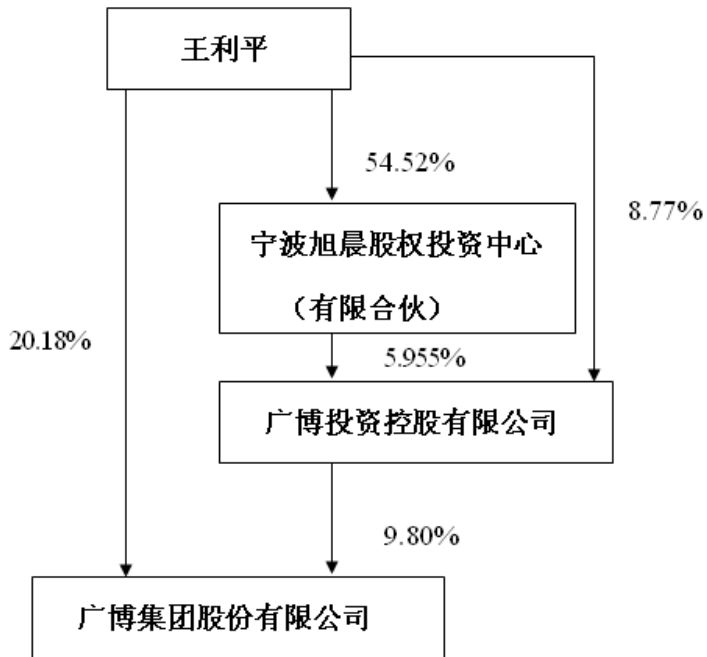 王利平
54.52%
8.77%
宁波旭晨股权投资中心
（有限合伙）
20.18%
5.955%
广博投资控股有限公司
9.80%
广博集团股份有限公司